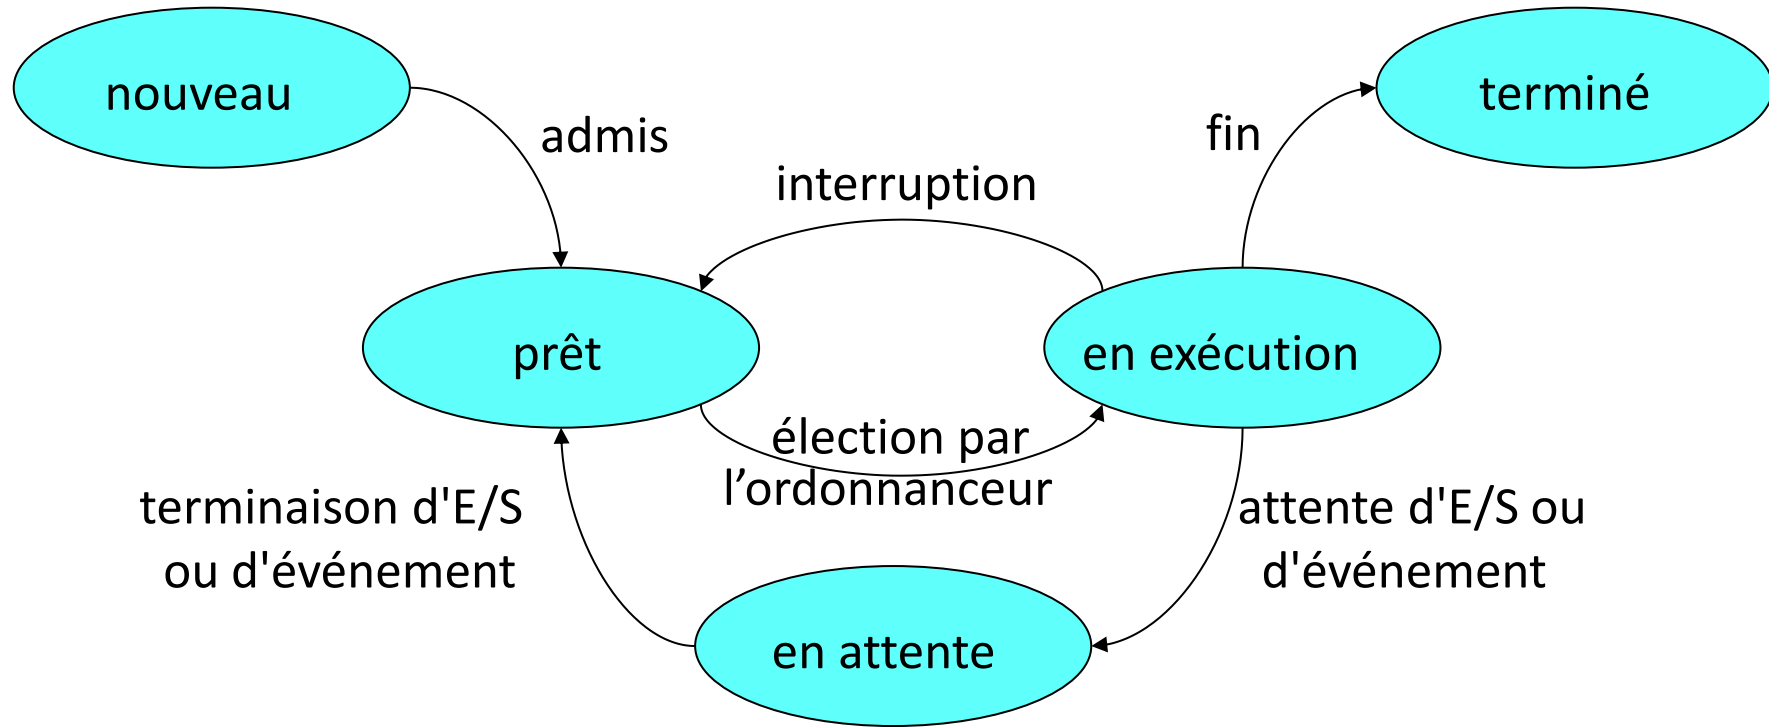 nouveau
terminé
admis
fin
interruption
prêt
en exécution
élection par
l’ordonnanceur
terminaison d'E/S
ou d'événement
attente d'E/S ou
d'événement
en attente